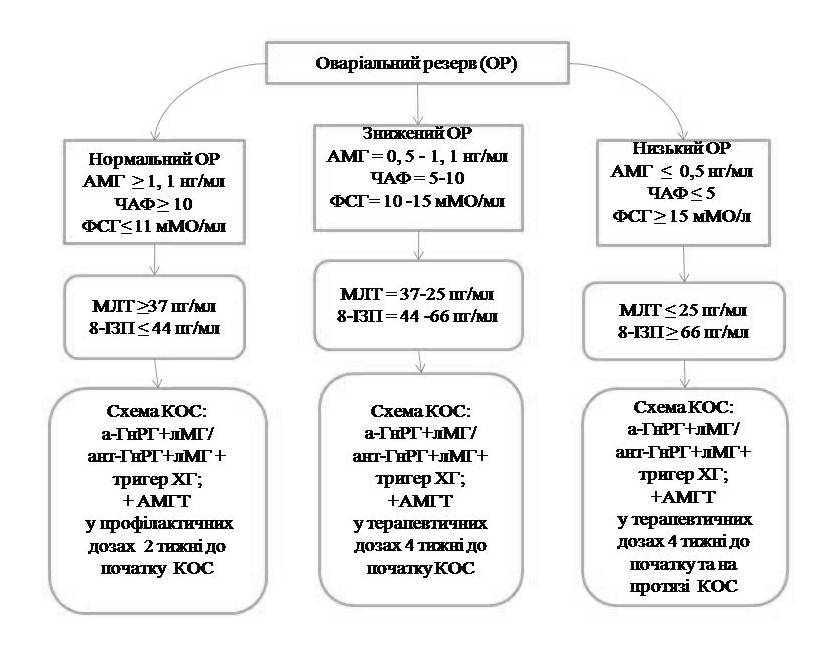 Оваріальний резерв (ОР)
Нормальний ОР
АМГ ≥ 1, 1 нг/мл
ЧАФ ≥ 10
ФСГ ≤ 11 мМО/мл
Знижений ОР
АМГ = 0, 5 - 1, 1 нг/мл
ЧАФ = 5-10
ФСГ= 10 -15 мМО/мл
Низький ОР
АМГ ≤ 0,5 нг/мл
ЧАФ ≤ 5
ФСГ ≥ 15 мМО/л
МЛТ ≥37 пг/мл
8-ІЗП ≤ 44 пг/мл
МЛТ = 37-25 пг/мл
8-ІЗП = 44 -66 пг/мл
МЛТ ≤ 25 пг/мл
8-ІЗП ≥ 66 пг/мл
Схема КОС:
а-ГнРГ+лМГ/
ант-ГнРГ+лМГ +
тригер ХГ;
+ АМГТ
у профілактичних
дозах 2 тижні до
початку КОС
Схема КОС:
а-ГнРГ+лМГ/
ант-ГнРГ+лМГ+
тригер ХГ;
+АМГТ
у терапевтичних
дозах 4 тижні до
початку КОС
Схема КОС:
а-ГнРГ+лМГ/
ант-ГнРГ+лМГ+
тригер ХГ;
+АМГТ
у терапевтичних
дозах 4 тижні до
початку та на
протязі КОС